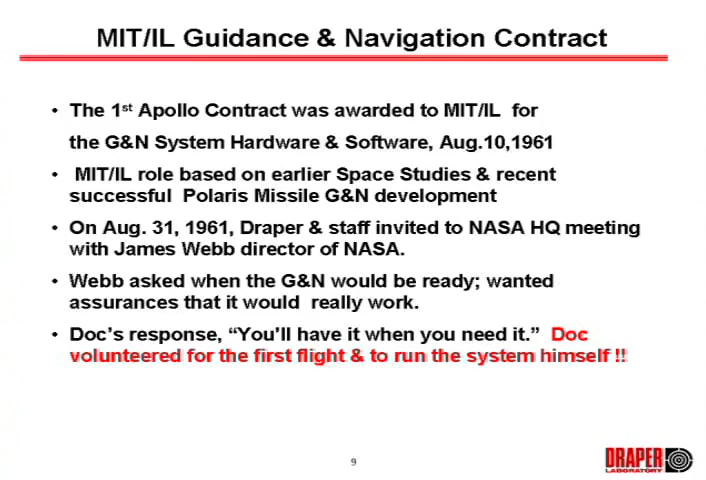 MIT/IL Guidance & Navigation Contract
• The 1st Apollo Contract was awarded to MIT/IL for
the G&N System Hardware & Software, Aug.10,1961
• MIT/IL role based on earlier Space Studies & recent
successful Polaris Missile G&N development
• On Aug. 31, 1961, Draper & staff invited to NASA HQ meeting
with James Webb director of NASA.
• Webb asked when the G&N would be ready; wanted
assurances that it would really work.
• Doc's response, "You'll have it when you need it." Doc
volunteered for the first flight & to run the system himself !!
9
DRAPER
LABORATORY